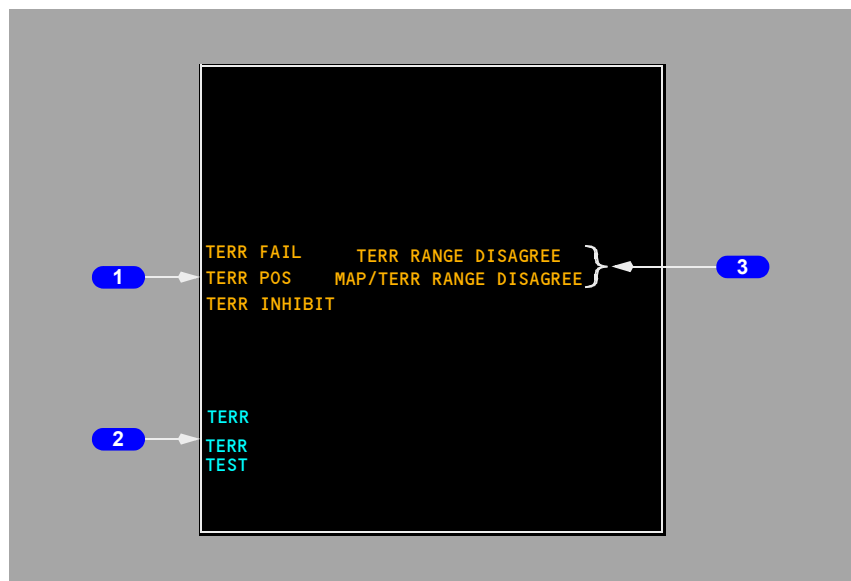 TERR FAIL
TERR RANGE DISAGREE
3
1
TERR POS
MAP/TERR RANGE DISAGREE
TERR INHIBIT
TERR
2
TERR
TEST